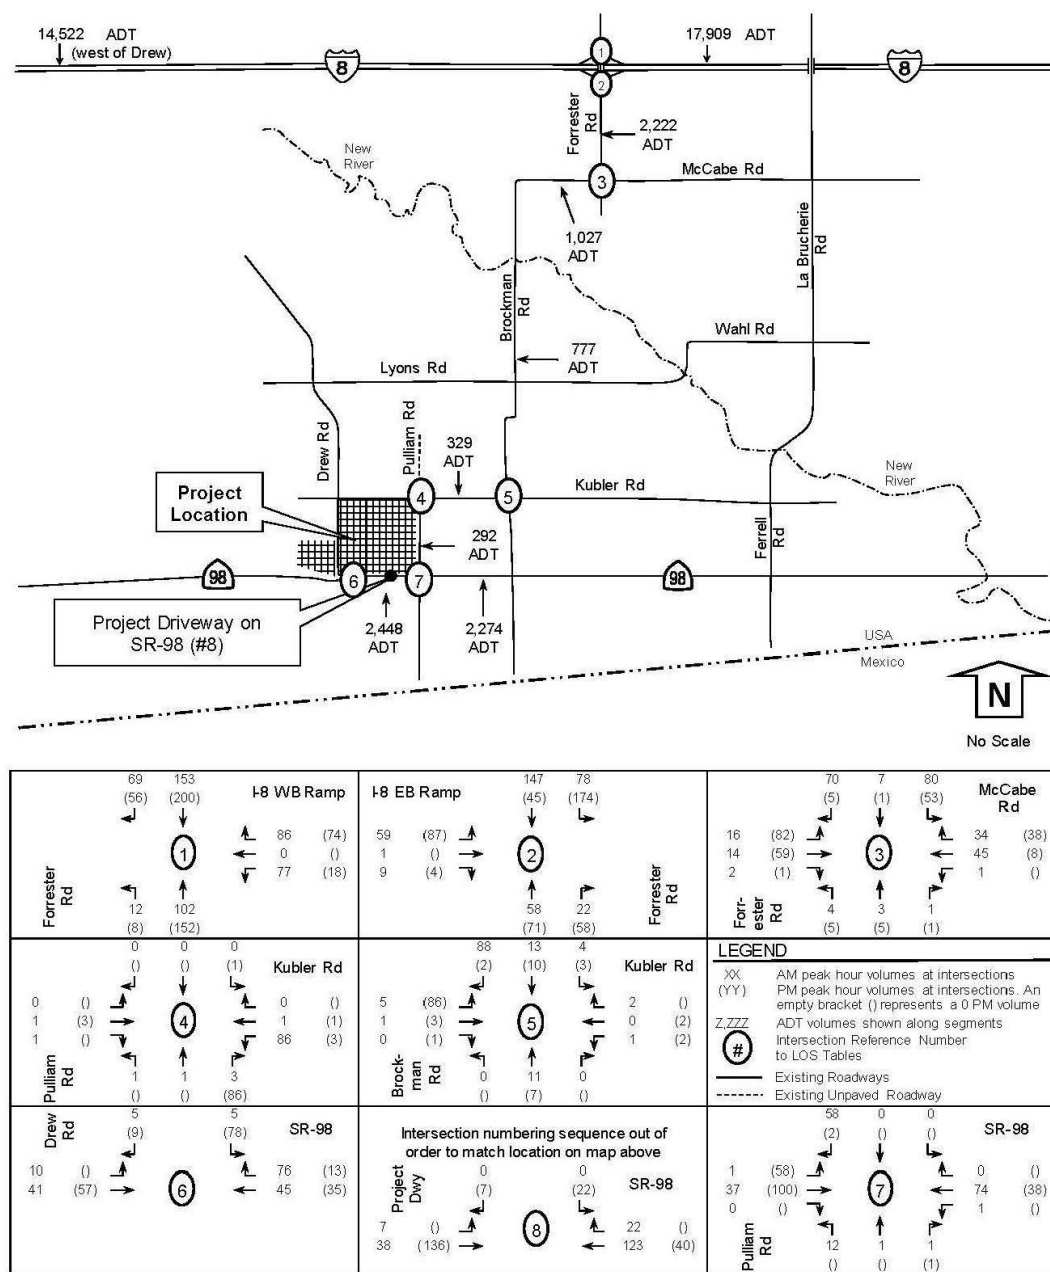 14,522 ADT
(west of Drew)
17,909 ADT
8
8
1
2
Forrester
Rd
2,222
ADT
New
River
3
McCabe Rd
1,027
ADT
La Brucherie
Rd
Brockman
Rd
Wahl Rd
777
ADT
Lyons Rd
Drew Rd
Pulliam Rd
329
ADT
New
River
Project
Location
4
5
Kubler Rd
292
ADT
Ferrell
Rd
98
6
7
98
Project Driveway on
SR-98 (#8)
2,448
ADT
2,274
ADT
USA
Mexico
N
No Scale
69 153
(56) (200)
I-8 WB Ramp
1
86 (74)
0 ()
77 (18)
Forrester
Rd
12 102
(8) (152)
I-8 EB Ramp
147 78
(45) (174)
59 (87)
1 ()
9 (4)
2
58 22
(71) (58)
Forrester
Rd
70 7 80
(5) (1) (53)
McCabe
Rd
16 (82)
14 (59)
2 (1)
3
34 (38)
45 (8)
1 ()
Forr-
ester
Rd
4 3 1
(5) (5) (1)
0 0 0
() () (1)
Kubler Rd
0 ()
1 (3)
1 ()
4
0 ()
1 (1)
86 (3)
Pulliam
Rd
1 1 3
() () (86)
88 13 4
(2) (10) (3)
Kubler Rd
5 (86)
1 (3)
0 (1)
5
2 ()
0 (2)
1 (2)
Brock-
man
Rd
0 11 0
() (7) ()
LEGEND
XX AM peak hour volumes at intersections
(YY) PM peak hour volumes at intersections. An
empty bracket () represents a 0 PM volume
Z,ZZZ ADT volumes shown along segments
# Intersection Reference Number
to LOS Tables
Existing Roadways
Existing Unpaved Roadway
Drew
Rd
5 5
(9) (78)
SR-98
10 ()
41 (57)
6
76 (13)
45 (35)
Intersection numbering sequence out of
order to match location on map above
Project
Dwy
0 0
(7) (22)
SR-98
7 ()
38 (136)
8
22 ()
123 (40)
58 0 0
(2) () ()
SR-98
1 (58)
37 (100)
0 ()
7
0 ()
74 (38)
1 ()
Pulliam
Rd
12 1 1
() () (1)